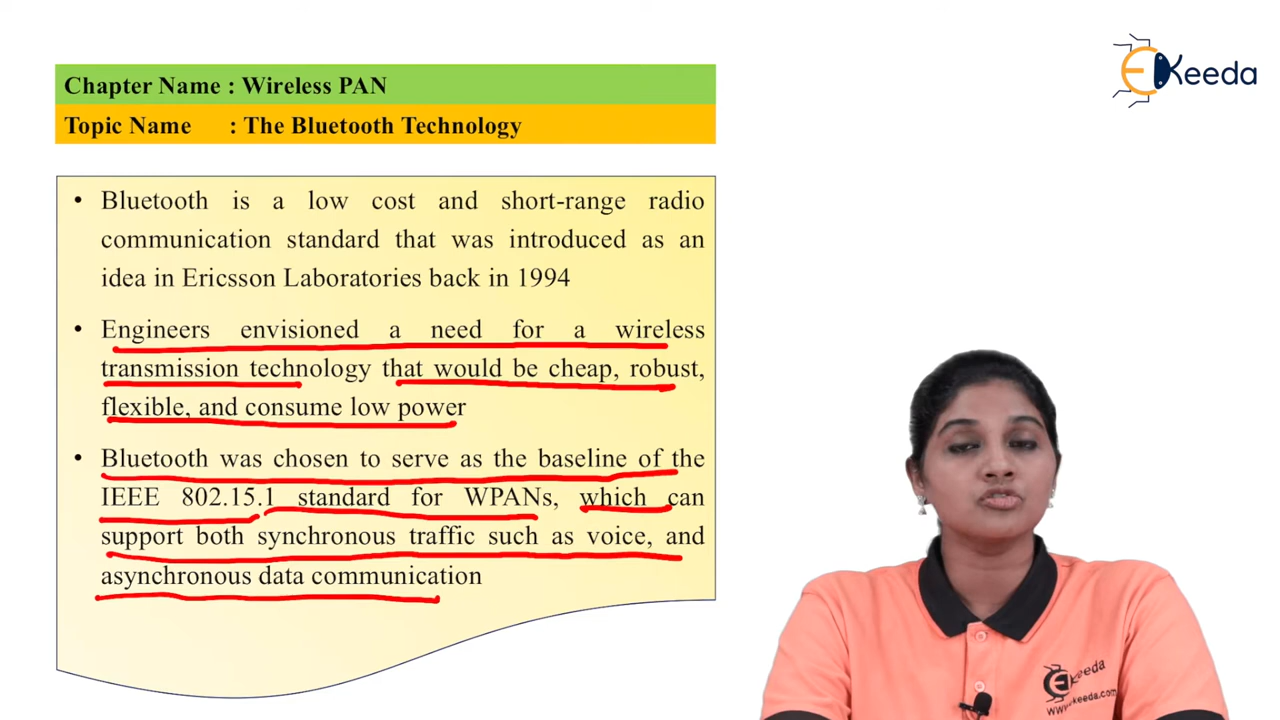 Keeda
Chapter Name : Wireless PAN
Topic Name : The Bluetooth Technology
• Bluetooth is a low cost and short-range radio
communication standard that was introduced as an
idea in Ericsson Laboratories back in 1994
• Engineers envisioned a need for a wireless
transmission technology that would be cheap, robust,
flexible, and consume low power
• Bluetooth was chosen to serve as the baseline of the
IEEE 802.15.1 standard for WPANs, which can
support both synchronous traffic such as voice, and
asynchronous data communication
Keeda
www.e-keeda.com